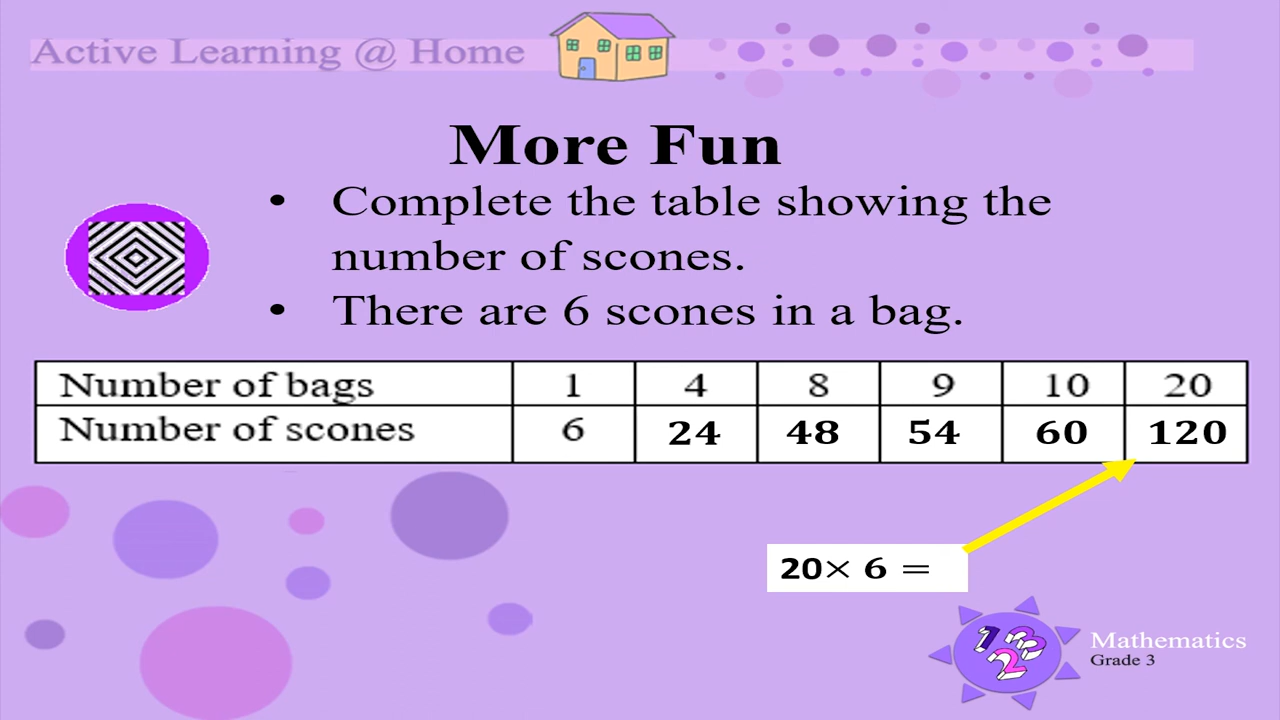 Active Learning @ Home
More Fun
• Complete the table showing the
number of scones.
• There are 6 scones in a bag.
Number of bags 1 4 8 9 10 20
Number of scones 6 24 48 54 60 120
20× 6 =
123
Mathematics
Grade 3